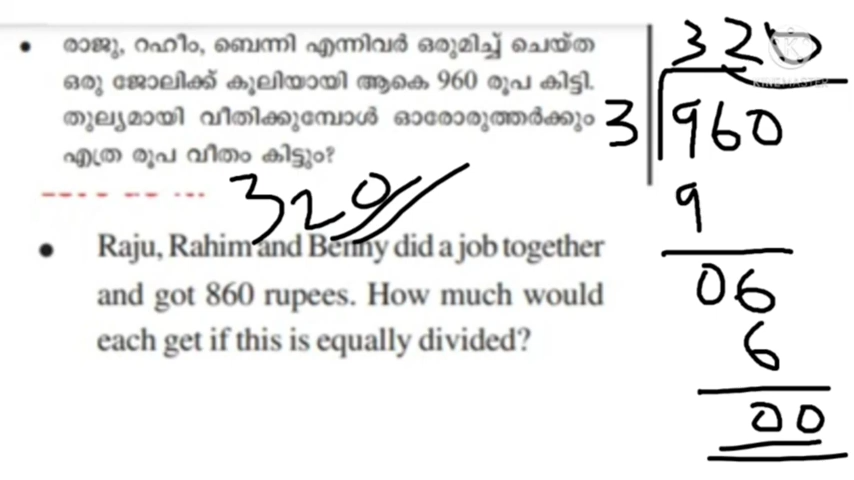 • രാജു, റഹീം, ബെന്നി എന്നിവർ ഒരുമിച്ച് ചെയ്ത
ഒരു ജോലിക്ക് കൂലിയായി ആകെ 960 രൂപ കിട്ടി.
തുല്യമായി വീതിക്കുമ്പോൾ ഓരോരുത്തർക്കും
എത്ര രൂപ വീതം കിട്ടും?
320
• Raju, Rahim and Benny did a job together
and got 860 rupees. How much would
each get if this is equally divided?
320
KINEMASTER
3 960
9
06
6
00